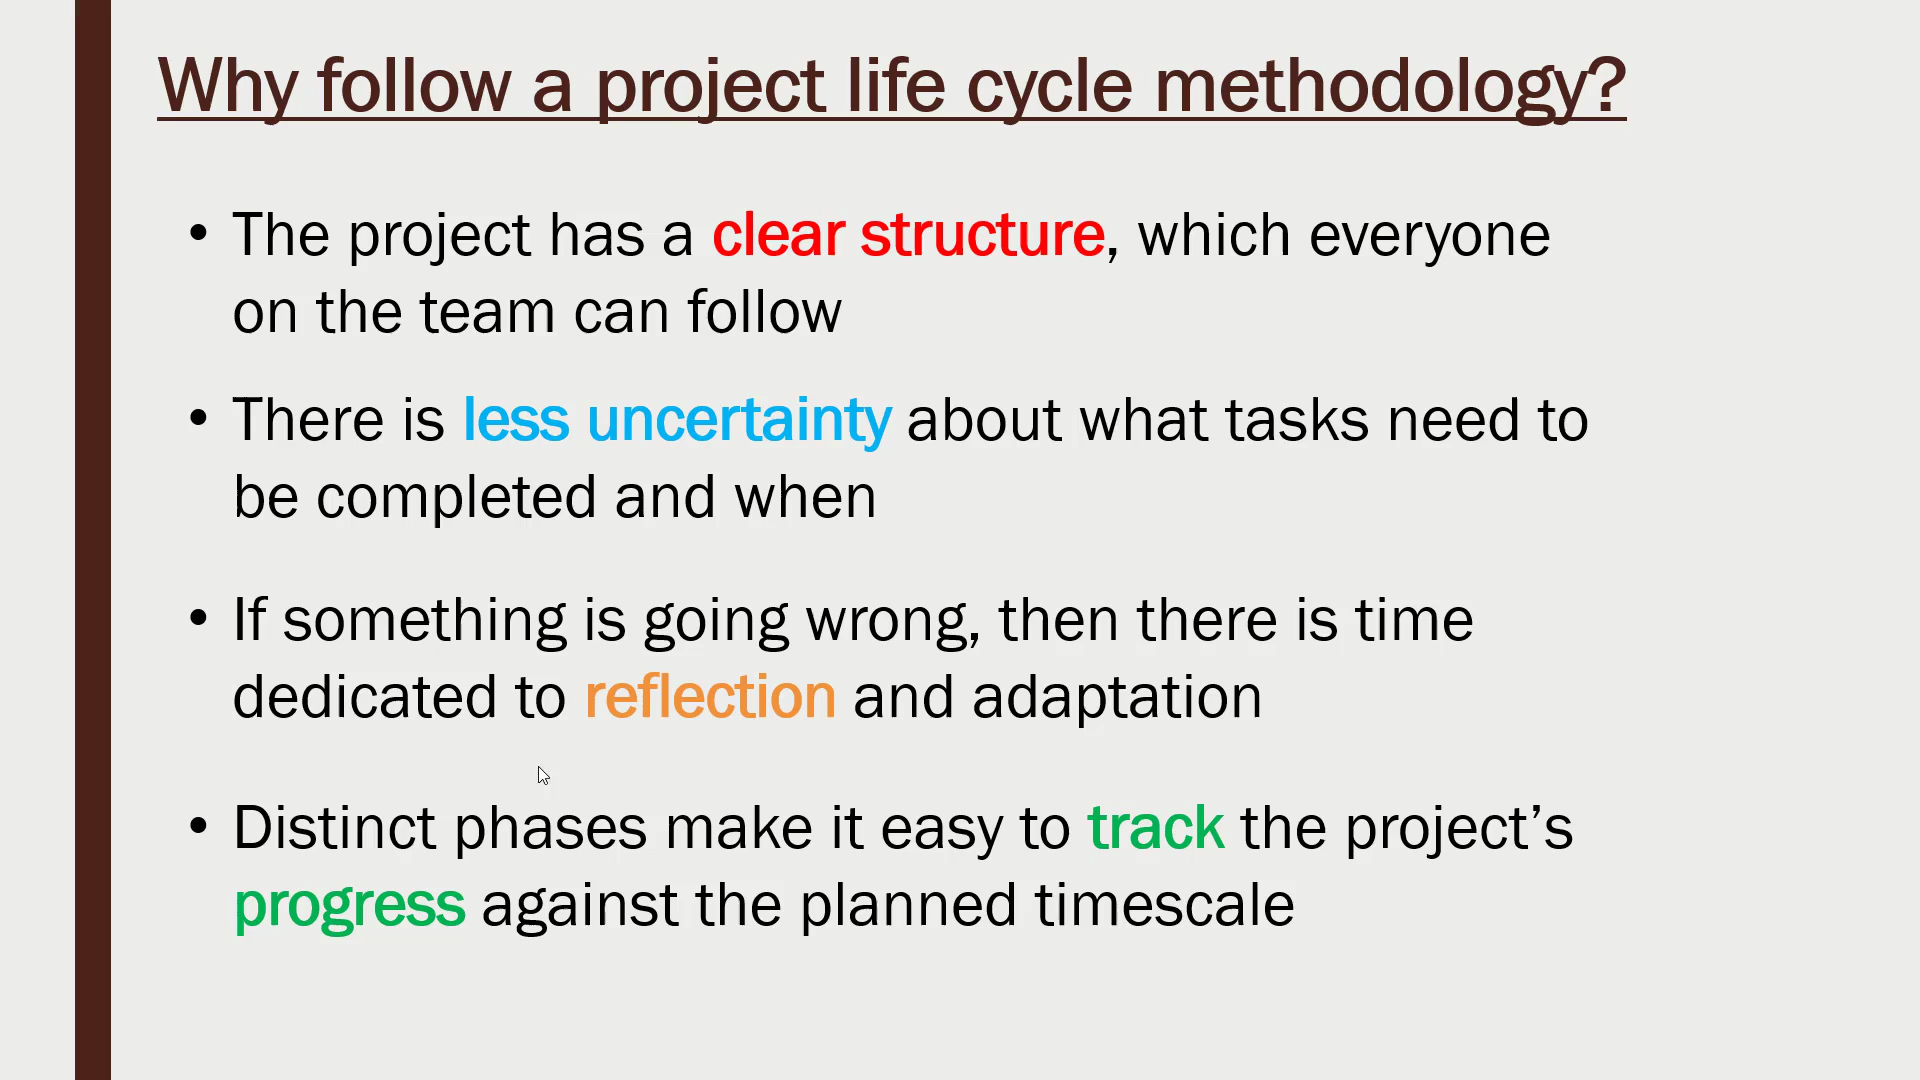 Why follow a project life cycle methodology?
• The project has a clear structure, which everyone
on the team can follow
• There is less uncertainty about what tasks need to
be completed and when
• If something is going wrong, then there is time
dedicated to reflection and adaptation
• Distinct phases make it easy to track the project’s
progress against the planned timescale